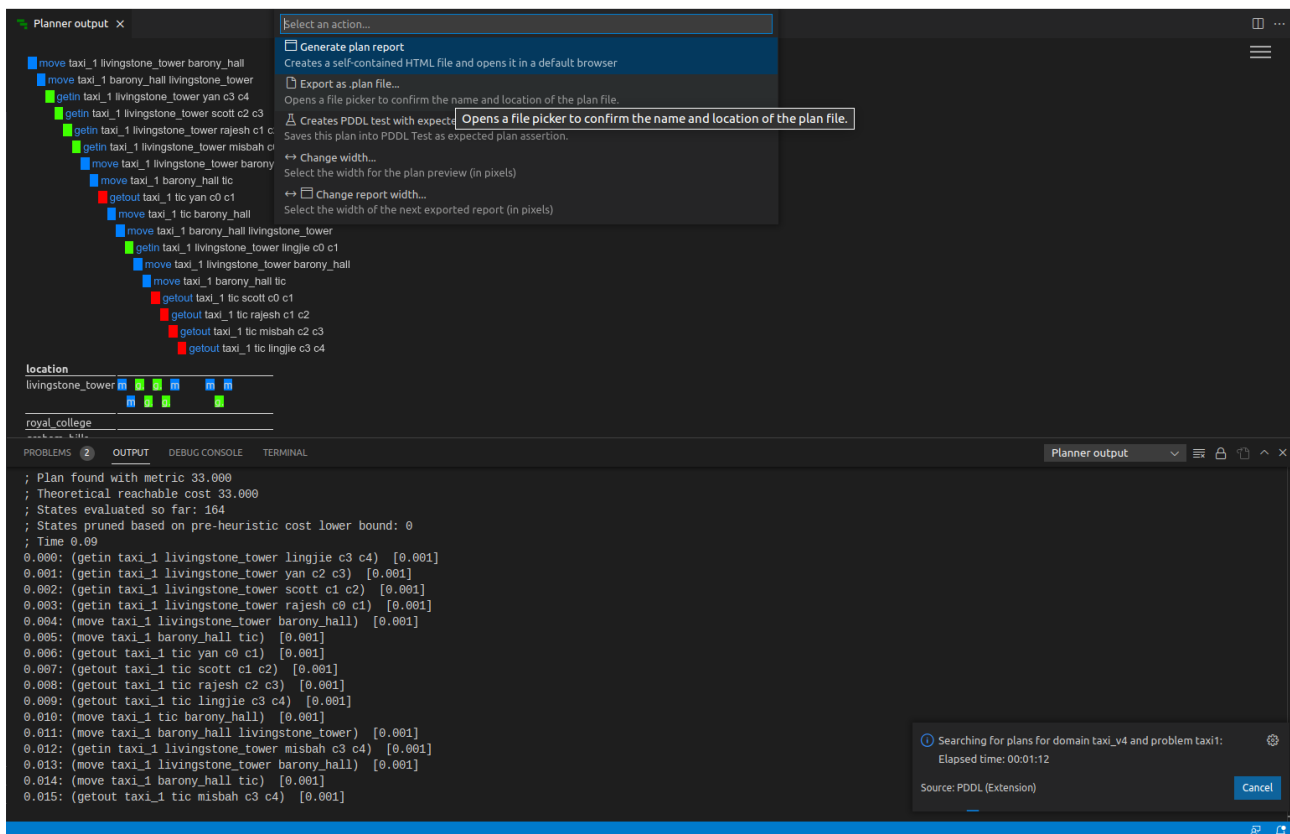 Planner output ×
Select an action...
Generate plan report
Creates a self-contained HTML file and opens it in a default browser
Export as .plan file...
Opens a file picker to confirm the name and location of the plan file.
Opens a file picker to confirm the name and location of the plan file.
Creates PDDL test with expecte
Saves this plan into PDDL Test as expected plan assertion.
Change width...
Select the width for the plan preview (in pixels)
Change report width...
Select the width of the next exported report (in pixels)
move taxi_1 livingstone_tower barony_hall
move taxi_1 barony_hall livingstone_tower
getin taxi_1 livingstone_tower yan c3 c4
getin taxi_1 livingstone_tower scott c2 c3
getin taxi_1 livingstone_tower rajesh c1 c
getin taxi_1 livingstone_tower misbah c
move taxi_1 livingstone_tower barony
move taxi_1 barony_hall tic
getout taxi_1 tic yan c0 c1
move taxi_1 tic barony_hall
move taxi_1 barony_hall livingstone_tower
getin taxi_1 livingstone_tower lingjie c0 c1
move taxi_1 livingstone_tower barony_hall
move taxi_1 barony_hall tic
getout taxi_1 tic scott c0 c1
getout taxi_1 tic rajesh c1 c2
getout taxi_1 tic misbah c2 c3
getout taxi_1 tic lingjie c3 c4
location
livingstone_tower m g. g. m m m
m g. g. g.
royal_college
PROBLEMS 2 OUTPUT DEBUG CONSOLE TERMINAL Planner output
; Plan found with metric 33.000
; Theoretical reachable cost 33.000
; States evaluated so far: 164
; States pruned based on pre-heuristic cost lower bound: 0
; Time 0.09
0.000: (getin taxi_1 livingstone_tower lingjie c3 c4) [0.001]
0.001: (getin taxi_1 livingstone_tower yan c2 c3) [0.001]
0.002: (getin taxi_1 livingstone_tower scott c1 c2) [0.001]
0.003: (getin taxi_1 livingstone_tower rajesh c0 c1) [0.001]
0.004: (move taxi_1 livingstone_tower barony_hall) [0.001]
0.005: (move taxi_1 barony_hall tic) [0.001]
0.006: (getout taxi_1 tic yan c0 c1) [0.001]
0.007: (getout taxi_1 tic scott c1 c2) [0.001]
0.008: (getout taxi_1 tic rajesh c2 c3) [0.001]
0.009: (getout taxi_1 tic lingjie c3 c4) [0.001]
0.010: (move taxi_1 tic barony_hall) [0.001]
0.011: (move taxi_1 barony_hall livingstone_tower) [0.001]
0.012: (getin taxi_1 livingstone_tower misbah c3 c4) [0.001]
0.013: (move taxi_1 livingstone_tower barony_hall) [0.001]
0.014: (move taxi_1 barony_hall tic) [0.001]
0.015: (getout taxi_1 tic misbah c3 c4) [0.001]
Searching for plans for domain taxi_v4 and problem taxi1:
Elapsed time: 00:01:12
Source: PDDL (Extension)
Cancel